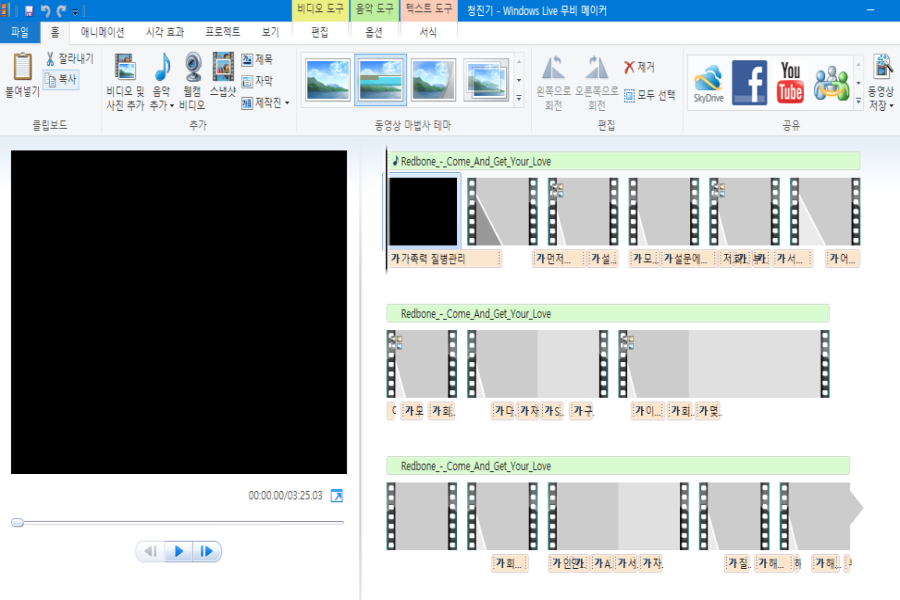 비디오 도구 음악 도구 텍스트 도구 청진기 - Windows Live 무비 메이커
파일 홈 애니메이션 시각 효과 프로젝트 보기 편집 옵션 서식
붙여넣기 잘라내기 복사
클립보드
비디오 및 사진 추가 음악 추가 웹캠 비디오 스냅샷 제목 자막 제작진
추가
동영상 마법사 테마
왼쪽으로 회전 오른쪽으로 회전 제거 모두 선택
편집
SkyDrive You Tube
공유
동영상 저장
Redbone_-_Come_And_Get_Your_Love
가 가족력 질병관리 가 먼저... 가 설.. 가 모.. 가 설문에... 가 서... 가 어...
Redbone_-_Come_And_Get_Your_Love
가 모 가 회.. 가 다. 가 자 가 S.. 가 구. 가 이... 가 회.. 가 몇.
Redbone_-_Come_And_Get_Your_Love
가 회... 가 A. 가 서. 가 자. 가 질.. 가 해... 가 해..
00:00.00/03:25.03